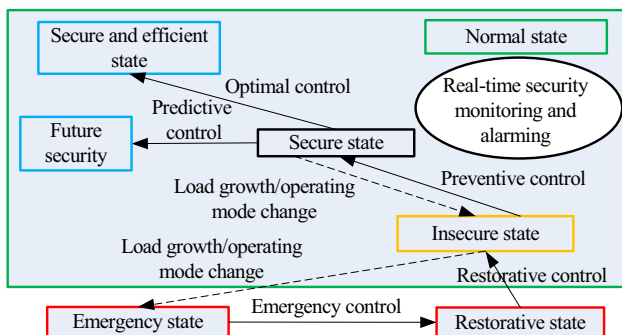 Secure and efficient
state
Normal state
Optimal control
Real-time security
monitoring and
alarming
Predictive
control
Future
security
Secure state
Preventive control
Load growth/operating
mode change
Insecure state
Load growth/operating
mode change
Restorative control
Emergency control
Emergency state
Restorative state